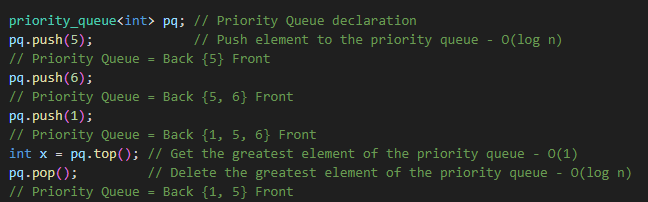 priority_queue<int> pq; // Priority Queue declaration
pq.push(5);             // Push element to the priority queue - O(log n)
// Priority Queue = Back {5} Front
pq.push(6);
// Priority Queue = Back {5, 6} Front
pq.push(1);
// Priority Queue = Back {1, 5, 6} Front
int x = pq.top(); // Get the greatest element of the priority queue - O(1)
pq.pop();         // Delete the greatest element of the priority queue - O(log n)
// Priority Queue = Back {1, 5} Front